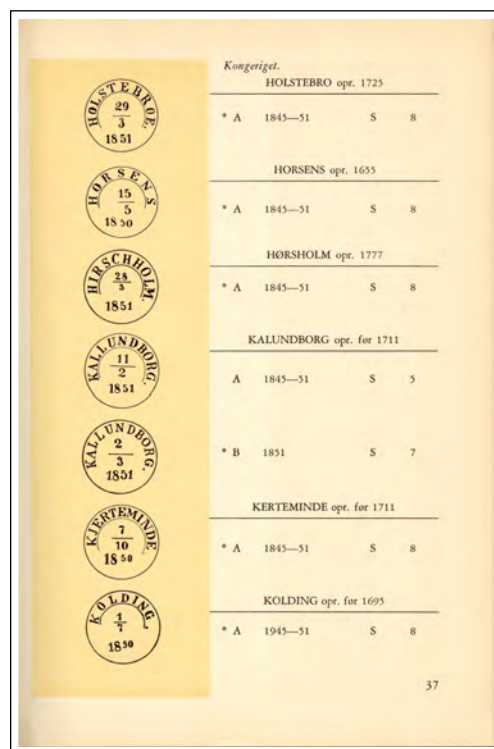 Kongeriget.
HOLSTEBROE.
29
3
1851
HOLSTEBRO opr. 1725
* A 1845—51 S 8
HORSENS
15
5
1850
HORSENS opr. 1655
* A 1845—51 S 8
HIRSCHHOLM.
28
3
1851
HØRSHOLM opr. 1777
* A 1845—51 S 8
KALLUNDBORG.
11
2
1851
KALUNDBORG opr. før 1711
A 1845—51 S 5
KALLUNDBORG.
2
3
1851
* B 1851 S 7
KJERTEMINDE
7
10
1850
KERTEMINDE opr. før 1711
* A 1845—51 S 8
KOLDING.
1
7
1850
KOLDING opr. før 1695
* A 1945—51 S 8
37